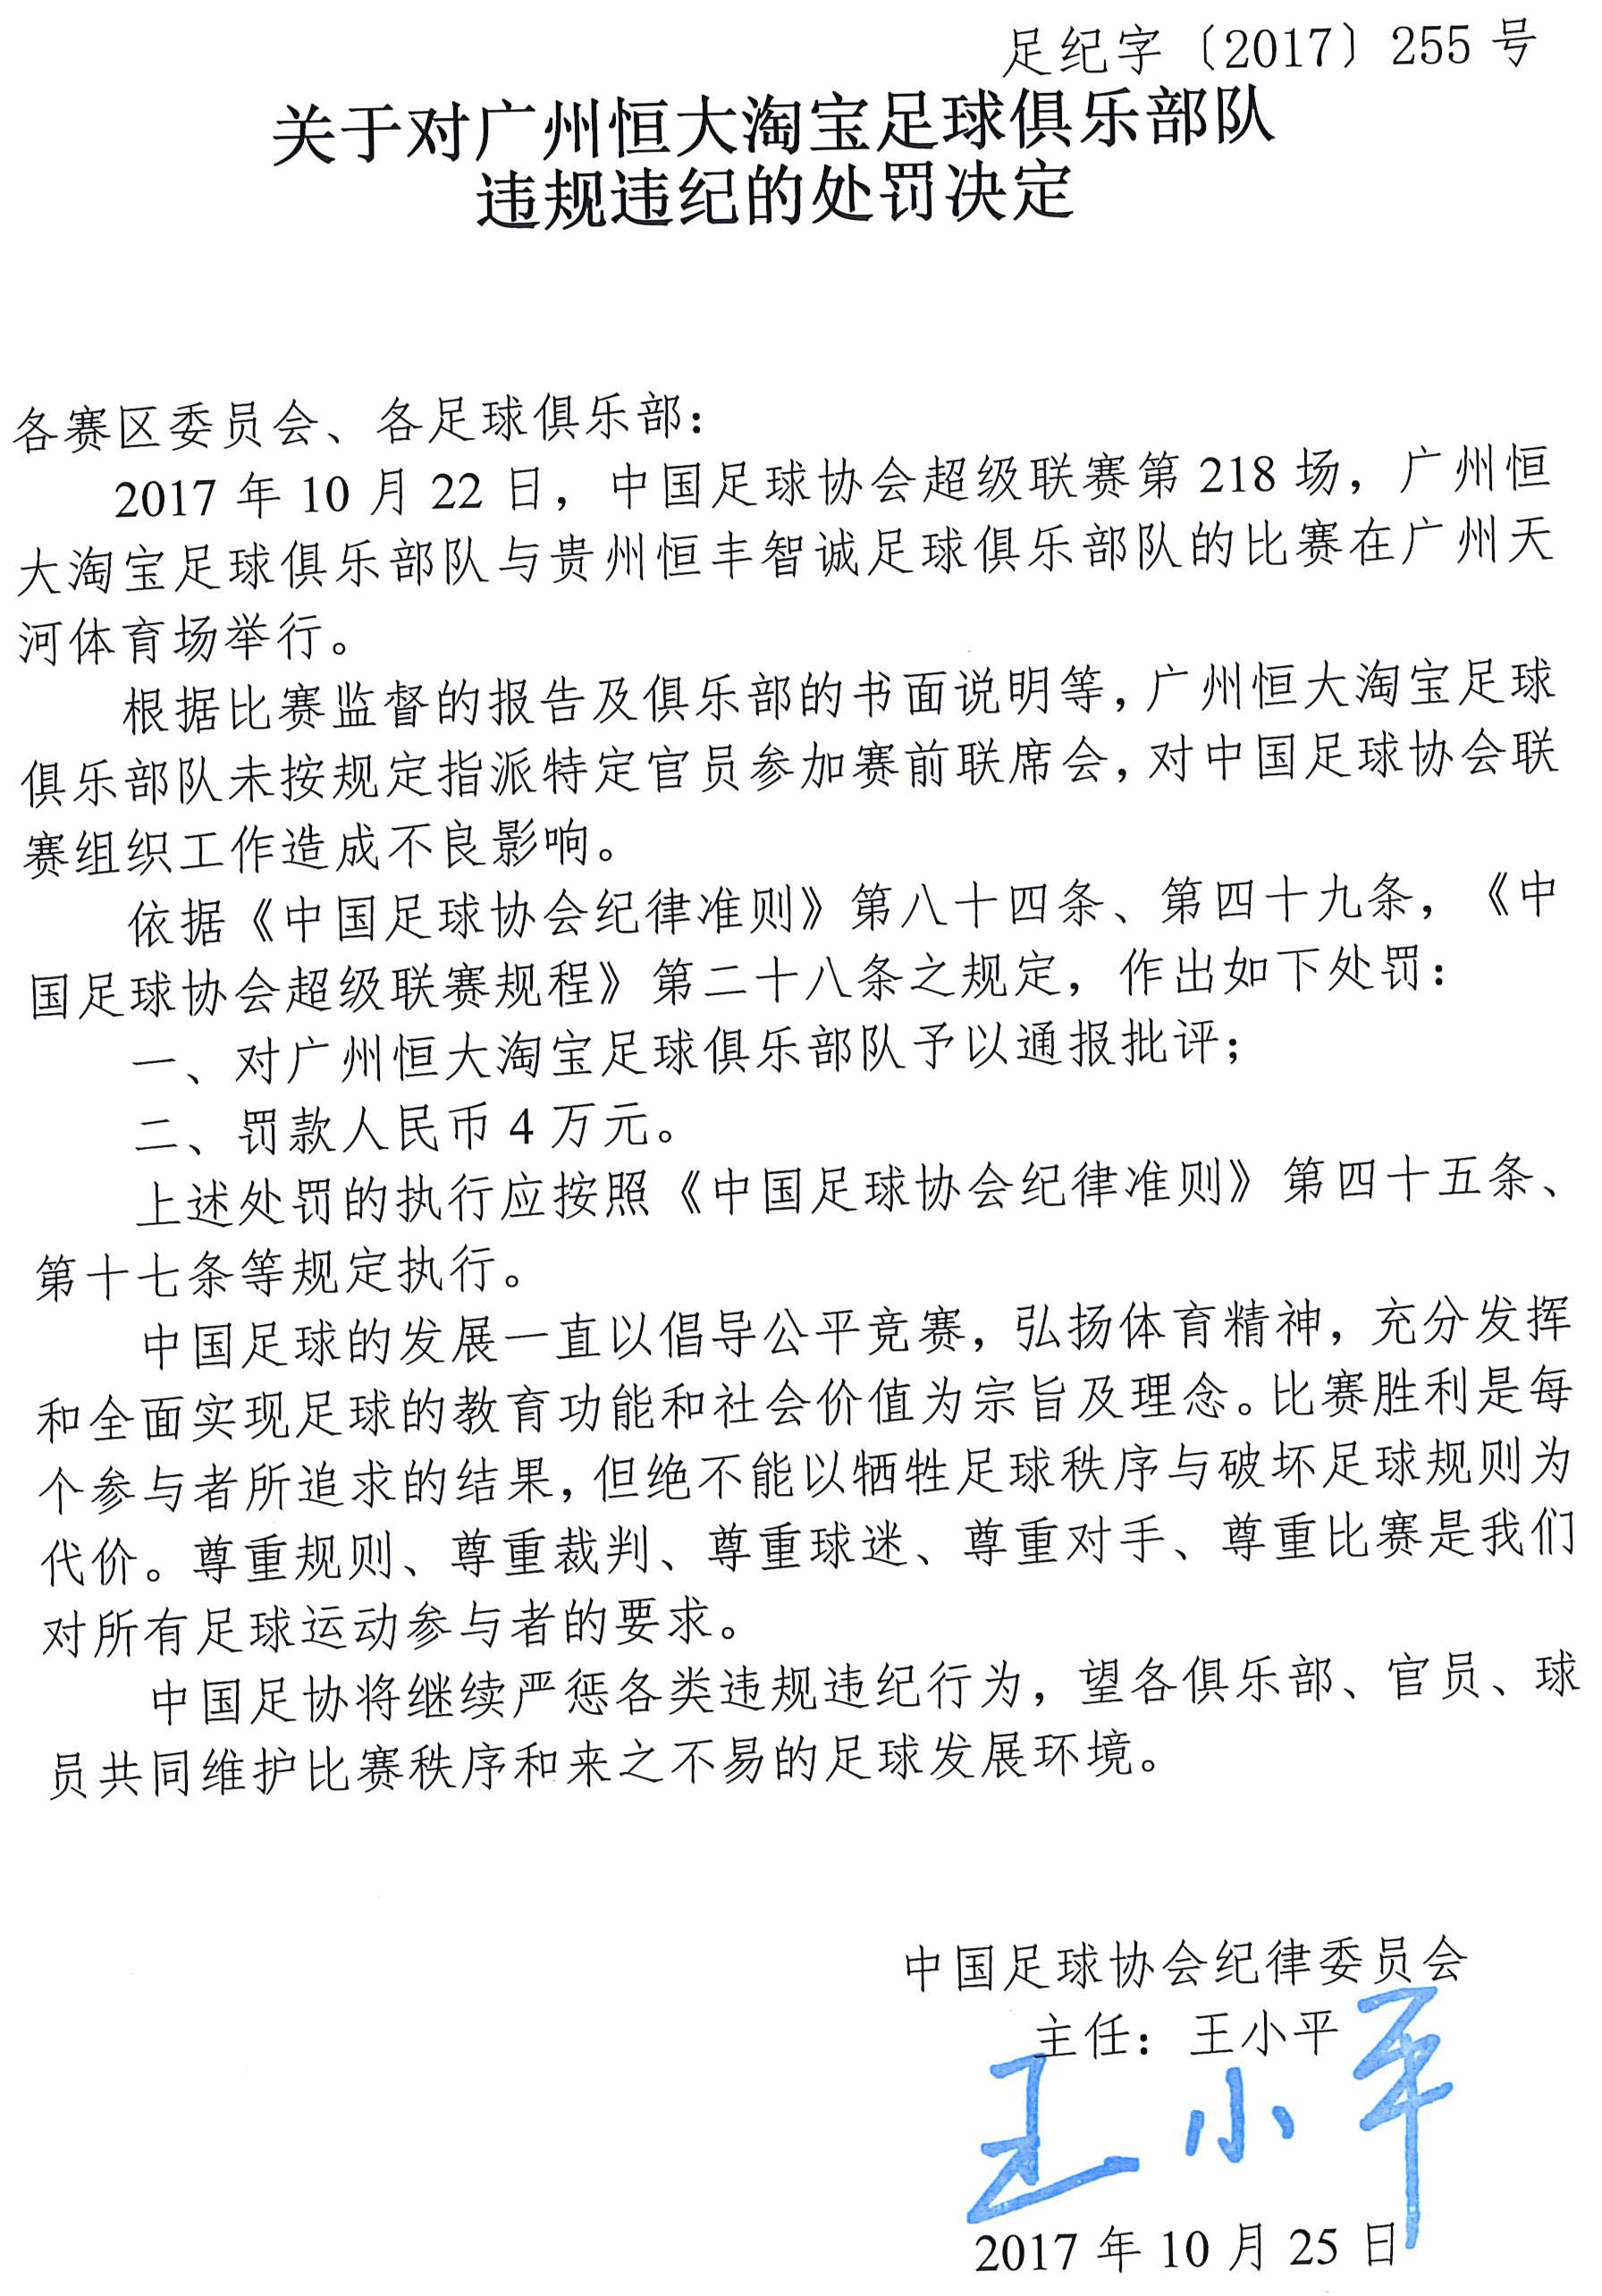 足纪字〔2017〕255号
关于对广州恒大淘宝足球俱乐部队
违规违纪的处罚决定
各赛区委员会、各足球俱乐部：
2017年10月22日，中国足球协会超级联赛第218场，广州恒
大淘宝足球俱乐部队与贵州恒丰智诚足球俱乐部队的比赛在广州天
河体育场举行。
根据比赛监督的报告及俱乐部的书面说明等，广州恒大淘宝足球
俱乐部队未按规定指派特定官员参加赛前联席会，对中国足球协会联
赛组织工作造成不良影响。
依据《中国足球协会纪律准则》第八十四条、第四十九条，《中
国足球协会超级联赛规程》第二十八条之规定，作出如下处罚：
一、对广州恒大淘宝足球俱乐部队予以通报批评；
二、罚款人民币4万元。
上述处罚的执行应按照《中国足球协会纪律准则》第四十五条、
第十七条等规定执行。
中国足球的发展一直以倡导公平竞赛，弘扬体育精神，充分发挥
和全面实现足球的教育功能和社会价值为宗旨及理念。比赛胜利是每
个参与者所追求的结果，但绝不能以牺牲足球秩序与破坏足球规则为
代价。尊重规则、尊重裁判、尊重球迷、尊重对手、尊重比赛是我们
对所有足球运动参与者的要求。
中国足协将继续严惩各类违规违纪行为，望各俱乐部、官员、球
员共同维护比赛秩序和来之不易的足球发展环境。
中国足球协会纪律委员会
主任：王小平
王小平
2017年10月25日